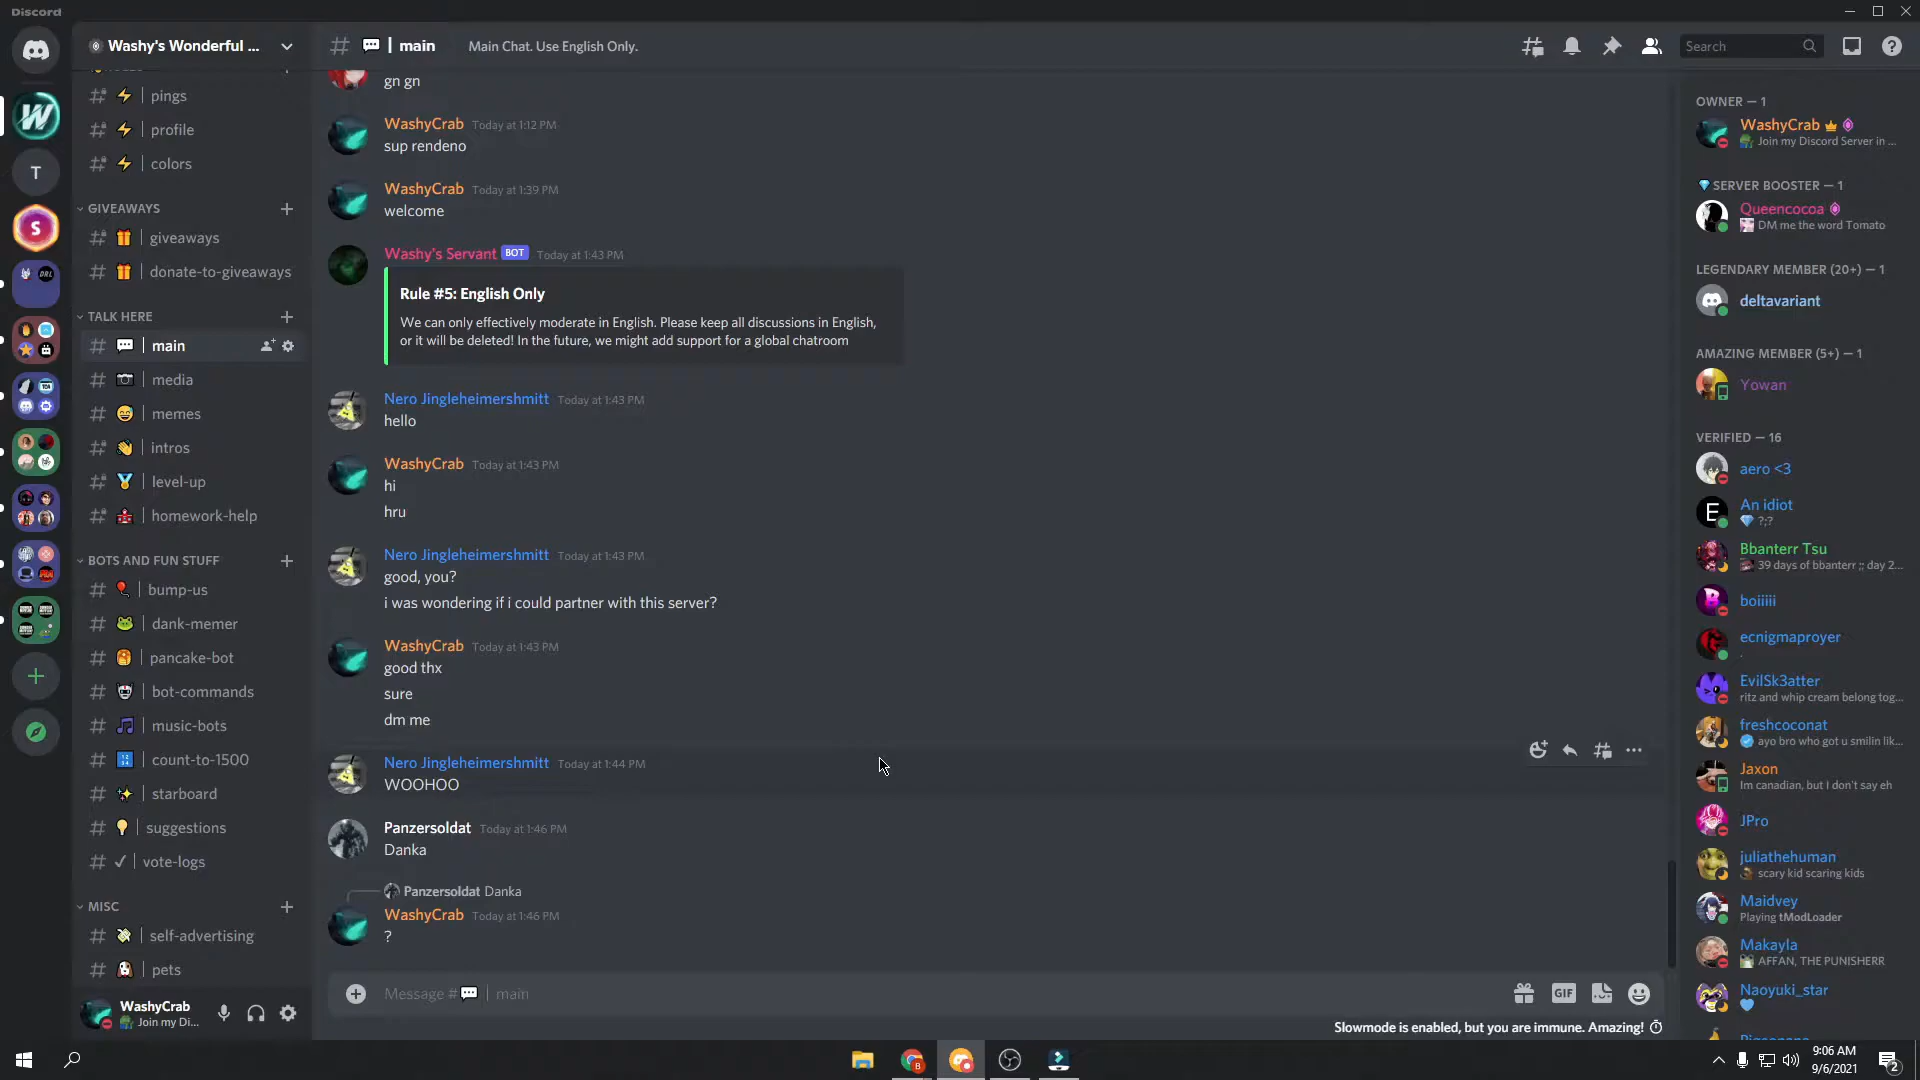 Discord
Washy's Wonderful ...
pings
profile
colors
GIVEAWAYS
giveaways
donate-to-giveaways
TALK HERE
main
media
memes
intros
level-up
homework-help
BOTS AND FUN STUFF
bump-us
dank-memer
pancake-bot
bot-commands
music-bots
count-to-1500
starboard
suggestions
vote-logs
MISC
self-advertising
pets
WashyCrab
Join my Di...
T
# | main Main Chat. Use English Only.
Search
gn gn
WashyCrab Today at 1:12 PM
sup rendeno
WashyCrab Today at 1:39 PM
welcome
Washy's Servant BOT Today at 1:43 PM
Rule #5: English Only
We can only effectively moderate in English. Please keep all discussions in English,
or it will be deleted! In the future, we might add support for a global chatroom
Nero Jingleheimershmitt Today at 1:43 PM
hello
WashyCrab Today at 1:43 PM
hi
hru
Nero Jingleheimershmitt Today at 1:43 PM
good, you?
i was wondering if i could partner with this server?
WashyCrab Today at 1:43 PM
good thx
sure
dm me
Nero Jingleheimershmitt Today at 1:44 PM
WOOHOO
Panzersoldat Today at 1:46 PM
Danka
Panzersoldat Danka
WashyCrab Today at 1:46 PM
?
Message # | main
GIF
Slowmode is enabled, but you are immune. Amazing!
OWNER — 1
WashyCrab
Join my Discord Server in ...
SERVER BOOSTER — 1
Queencocoa
DM me the word Tomato
LEGENDARY MEMBER (20+) — 1
deltavariant
AMAZING MEMBER (5+) — 1
Yowan
VERIFIED — 16
aero <3
An idiot
?;?
Bbanterr Tsu
39 days of bbanterr ;; day 2...
boiiiii
ecnigmaproyer
.
EvilSk3atter
ritz and whip cream belong tog...
freshcoconat
ayo bro who got u smilin lik...
Jaxon
Im canadian, but I don't say eh
JPro
juliathehuman
scary kid scaring kids
Maidvey
Playing tModLoader
Makayla
AFFAN, THE PUNISHERR
Naoyuki_star
9:06 AM
9/6/2021
2